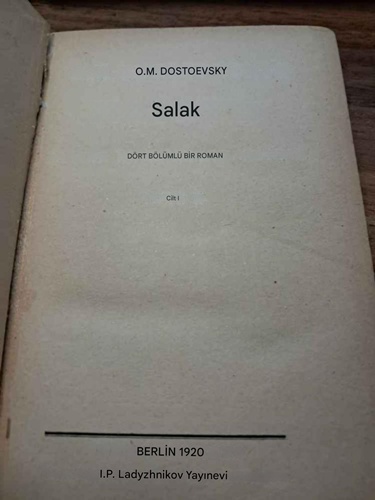 O.M. DOSTOEVSKY
Salak
DÖRT BÖLÜMLÜ BİR ROMAN
Cilt I
BERLİN 1920
I.P. Ladyzhnikov Yayınevi